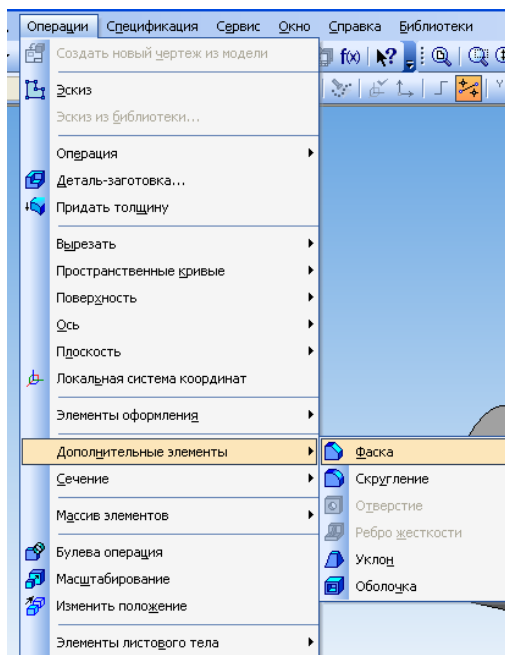 Операции Спецификация Сервис Окно Справка Библиотеки
Создать новый чертеж из модели
f(x)
Эскиз
Эскиз из библиотеки...
Операция
Деталь-заготовка...
Придать толщину
Вырезать
Пространственные кривые
Поверхность
Ось
Плоскость
Локальная система координат
Элементы оформления
Дополнительные элементы
Фаска
Сечение
Скругление
Отверстие
Массив элементов
Ребро жесткости
Булева операция
Уклон
Масштабирование
Оболочка
Изменить положение
Элементы листового тела